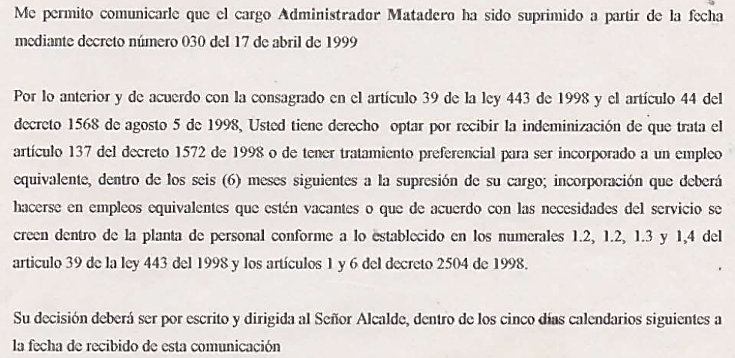 Me permito comunicarle que el cargo Administrador Matadero ha sido suprimido a partir de la fecha
mediante decreto número 030 del 17 de abril de 1999
Por lo anterior y de acuerdo con la consagrado en el artículo 39 de la ley 443 de 1998 y el artículo 44 del
decreto 1568 de agosto 5 de 1998, Usted tiene derecho optar por recibir la indeminización de que trata el
artículo 137 del decreto 1572 de 1998 o de tener tratamiento preferencial para ser incorporado a un empleo
equivalente, dentro de los seis (6) meses siguientes a la supresión de su cargo; incorporación que deberá
hacerse en empleos equivalentes que estén vacantes o que de acuerdo con las necesidades del servicio se
creen dentro de la planta de personal conforme a lo establecido en los numerales 1.2, 1.2, 1.3 y 1,4 del
articulo 39 de la ley 443 del 1998 y los artículos 1 y 6 del decreto 2504 de 1998.
Su decisión deberá ser por escrito y dirigida al Señor Alcalde, dentro de los cinco días calendarios siguientes a
la fecha de recibido de esta comunicación